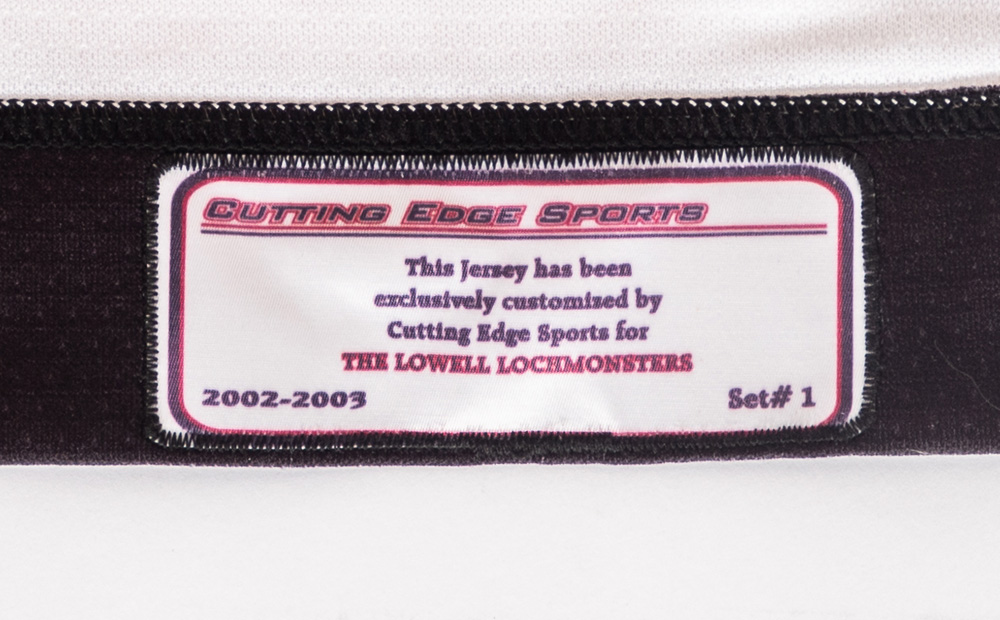 CUTTING EDGE SPORTS
This Jersey has been
exclusively customized by
Cutting Edge Sports for
THE LOWELL LOCHMONSTERS
2002-2003 Set# 1